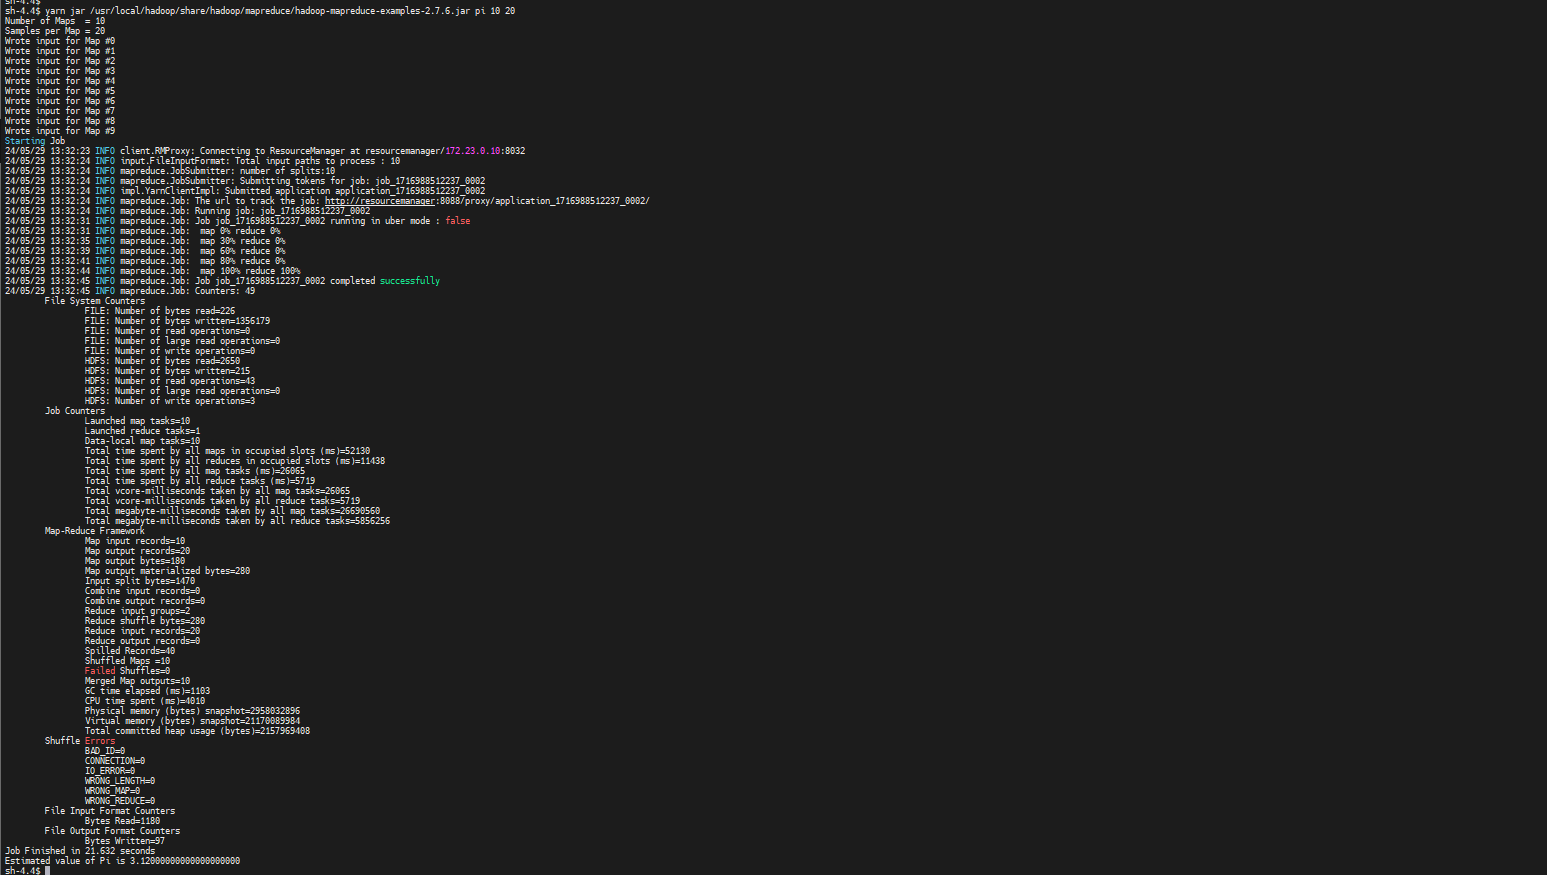 sh-4.4$
sh-4.4$ yarn jar /usr/local/hadoop/share/hadoop/mapreduce/hadoop-mapreduce-examples-2.7.6.jar pi 10 20
Number of Maps  = 10
Samples per Map = 20
Wrote input for Map #0
Wrote input for Map #1
Wrote input for Map #2
Wrote input for Map #3
Wrote input for Map #4
Wrote input for Map #5
Wrote input for Map #6
Wrote input for Map #7
Wrote input for Map #8
Wrote input for Map #9
Starting Job
24/05/29 13:32:23 INFO client.RMProxy: Connecting to ResourceManager at resourcemanager/172.23.0.10:8032
24/05/29 13:32:24 INFO input.FileInputFormat: Total input paths to process : 10
24/05/29 13:32:24 INFO mapreduce.JobSubmitter: number of splits:10
24/05/29 13:32:24 INFO mapreduce.JobSubmitter: Submitting tokens for job: job_1716988512237_0002
24/05/29 13:32:24 INFO impl.YarnClientImpl: Submitted application application_1716988512237_0002
24/05/29 13:32:24 INFO mapreduce.Job: The url to track the job: http://resourcemanager:8088/proxy/application_1716988512237_0002/
24/05/29 13:32:24 INFO mapreduce.Job: Running job: job_1716988512237_0002
24/05/29 13:32:31 INFO mapreduce.Job: Job job_1716988512237_0002 running in uber mode : false
24/05/29 13:32:31 INFO mapreduce.Job:  map 0% reduce 0%
24/05/29 13:32:35 INFO mapreduce.Job:  map 30% reduce 0%
24/05/29 13:32:39 INFO mapreduce.Job:  map 60% reduce 0%
24/05/29 13:32:41 INFO mapreduce.Job:  map 80% reduce 0%
24/05/29 13:32:44 INFO mapreduce.Job:  map 100% reduce 100%
24/05/29 13:32:45 INFO mapreduce.Job: Job job_1716988512237_0002 completed successfully
24/05/29 13:32:45 INFO mapreduce.Job: Counters: 49
File System Counters
FILE: Number of bytes read=226
FILE: Number of bytes written=1356179
FILE: Number of read operations=0
FILE: Number of large read operations=0
FILE: Number of write operations=0
HDFS: Number of bytes read=2650
HDFS: Number of bytes written=215
HDFS: Number of read operations=43
HDFS: Number of large read operations=0
HDFS: Number of write operations=3
Job Counters
Launched map tasks=10
Launched reduce tasks=1
Data-local map tasks=10
Total time spent by all maps in occupied slots (ms)=52130
Total time spent by all reduces in occupied slots (ms)=11438
Total time spent by all map tasks (ms)=26065
Total time spent by all reduce tasks (ms)=5719
Total vcore-milliseconds taken by all map tasks=26065
Total vcore-milliseconds taken by all reduce tasks=5719
Total megabyte-milliseconds taken by all map tasks=26690560
Total megabyte-milliseconds taken by all reduce tasks=5856256
Map-Reduce Framework
Map input records=10
Map output records=20
Map output bytes=180
Map output materialized bytes=280
Input split bytes=1470
Combine input records=0
Combine output records=0
Reduce input groups=2
Reduce shuffle bytes=280
Reduce input records=20
Reduce output records=0
Spilled Records=40
Shuffled Maps =10
Failed Shuffles=0
Merged Map outputs=10
GC time elapsed (ms)=1103
CPU time spent (ms)=4010
Physical memory (bytes) snapshot=2958032896
Virtual memory (bytes) snapshot=21170089984
Total committed heap usage (bytes)=2157969408
Shuffle Errors
BAD_ID=0
CONNECTION=0
IO_ERROR=0
WRONG_LENGTH=0
WRONG_MAP=0
WRONG_REDUCE=0
File Input Format Counters
Bytes Read=1180
File Output Format Counters
Bytes Written=97
Job Finished in 21.632 seconds
Estimated value of Pi is 3.12000000000000000000
sh-4.4$